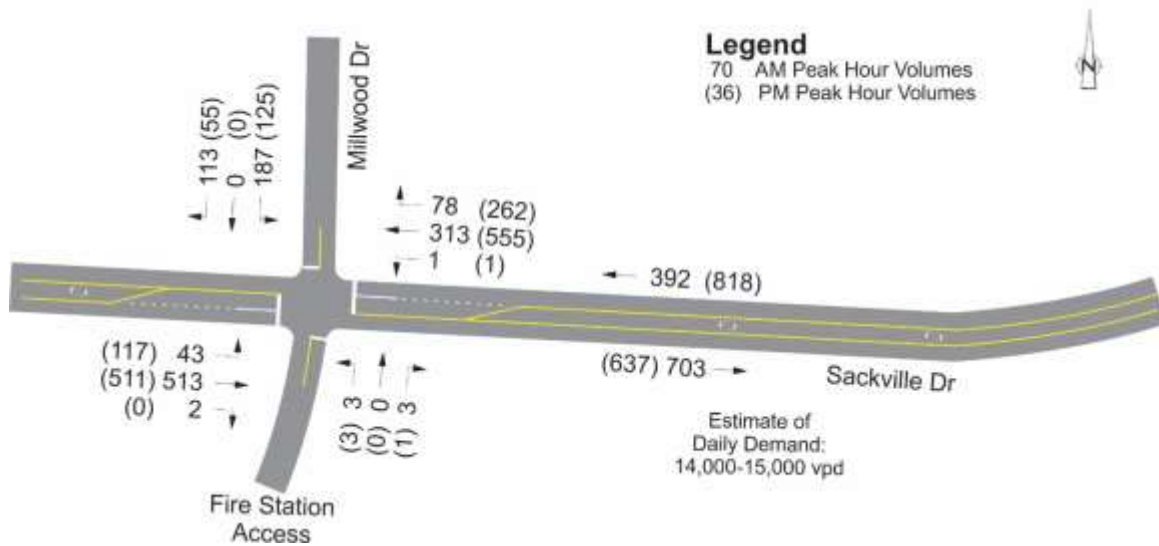 Legend
70 AM Peak Hour Volumes
(36) PM Peak Hour Volumes
N
Millwood Dr
113 (55)
0 (0)
187 (125)
78 (262)
313 (555)
1 (1)
392 (818)
(117) 43
(511) 513
(0) 2
(3) 3
(0) 0
(1) 3
(637) 703
Sackville Dr
Estimate of
Daily Demand:
14,000-15,000 vpd
Fire Station
Access